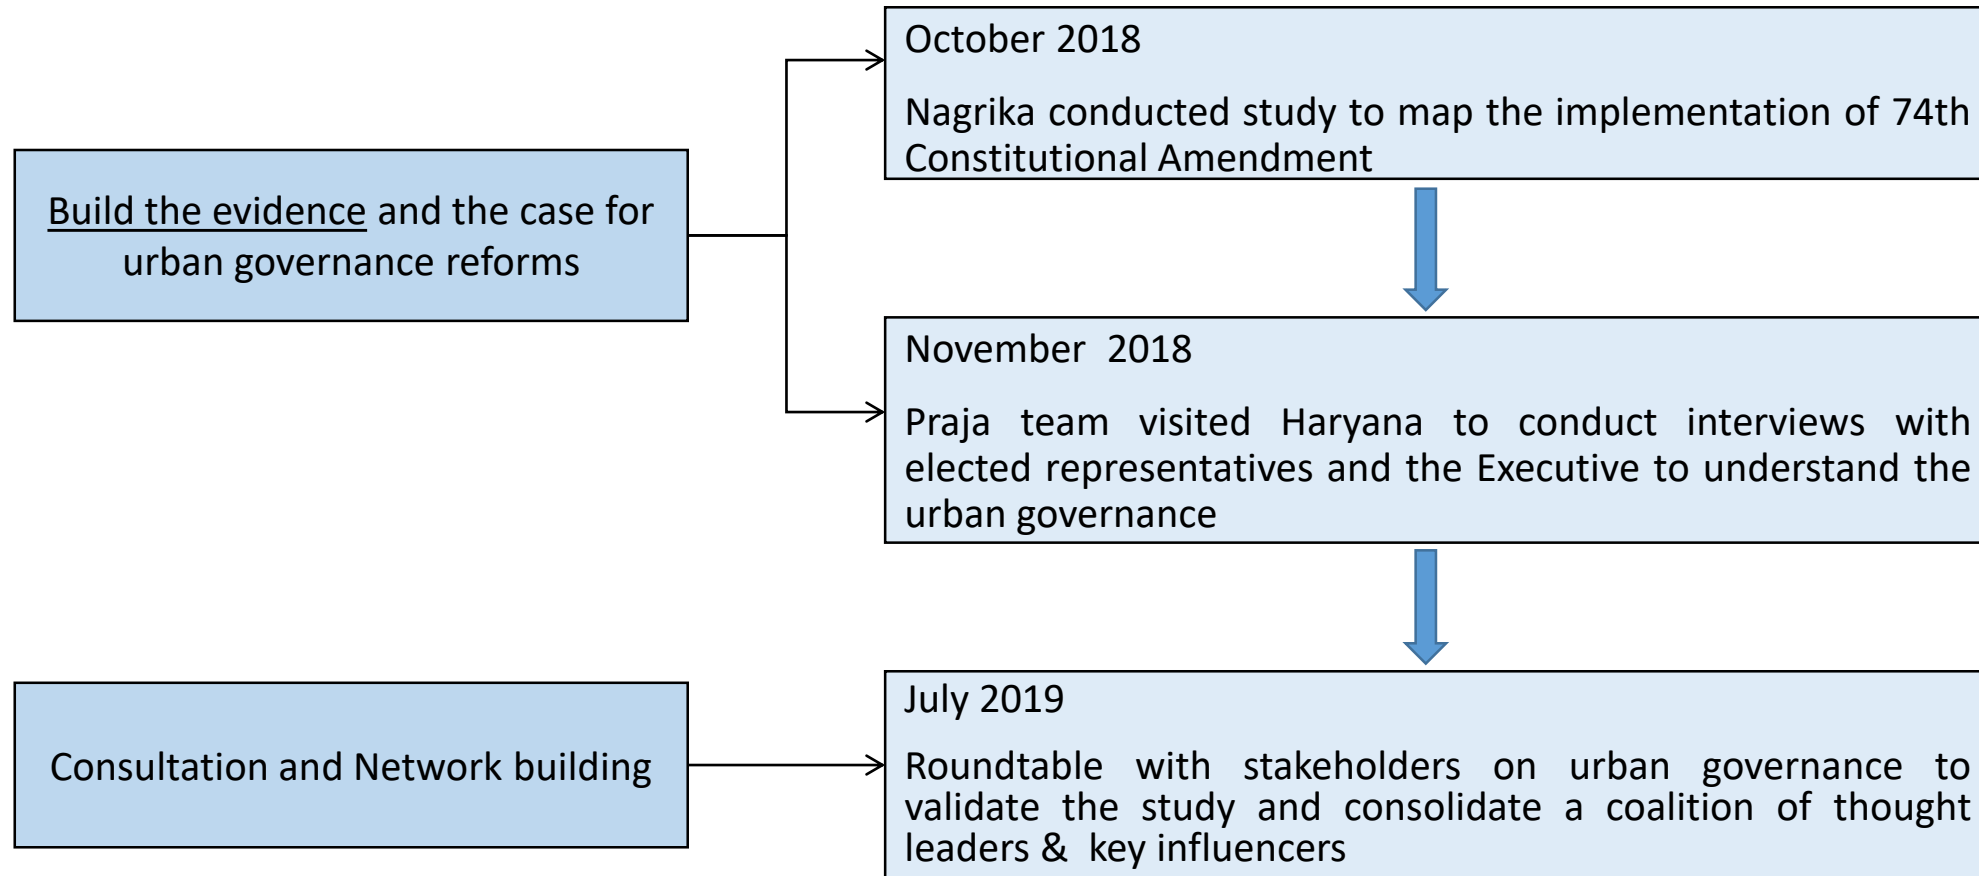 October 2018
Nagrika conducted study to map the implementation of 74th
Constitutional Amendment
Build the evidence and the case for
urban governance reforms
November  2018
Praja team visited Haryana to conduct interviews with
elected representatives and the Executive to understand the
urban governance
July 2019
Consultation and Network building
Roundtable with stakeholders on urban governance to
validate the study and consolidate a coalition of thought
leaders &  key influencers